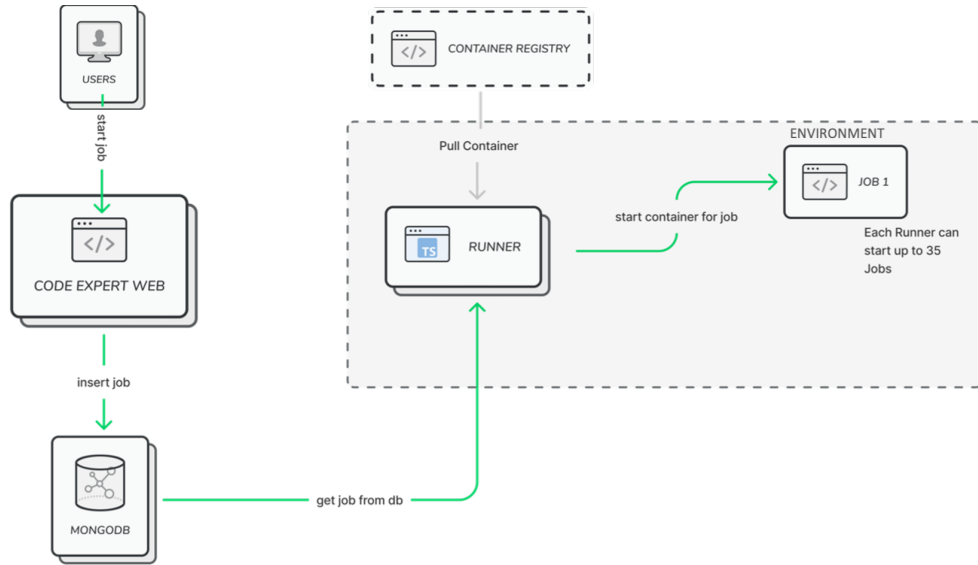 USERS
start job
</>
CODE EXPERT WEB
insert job
MONGODB
get job from db
</>
CONTAINER REGISTRY
Pull Container
TS
RUNNER
start container for job
ENVIRONMENT
</>
JOB 1
Each Runner can
start up to 35
Jobs